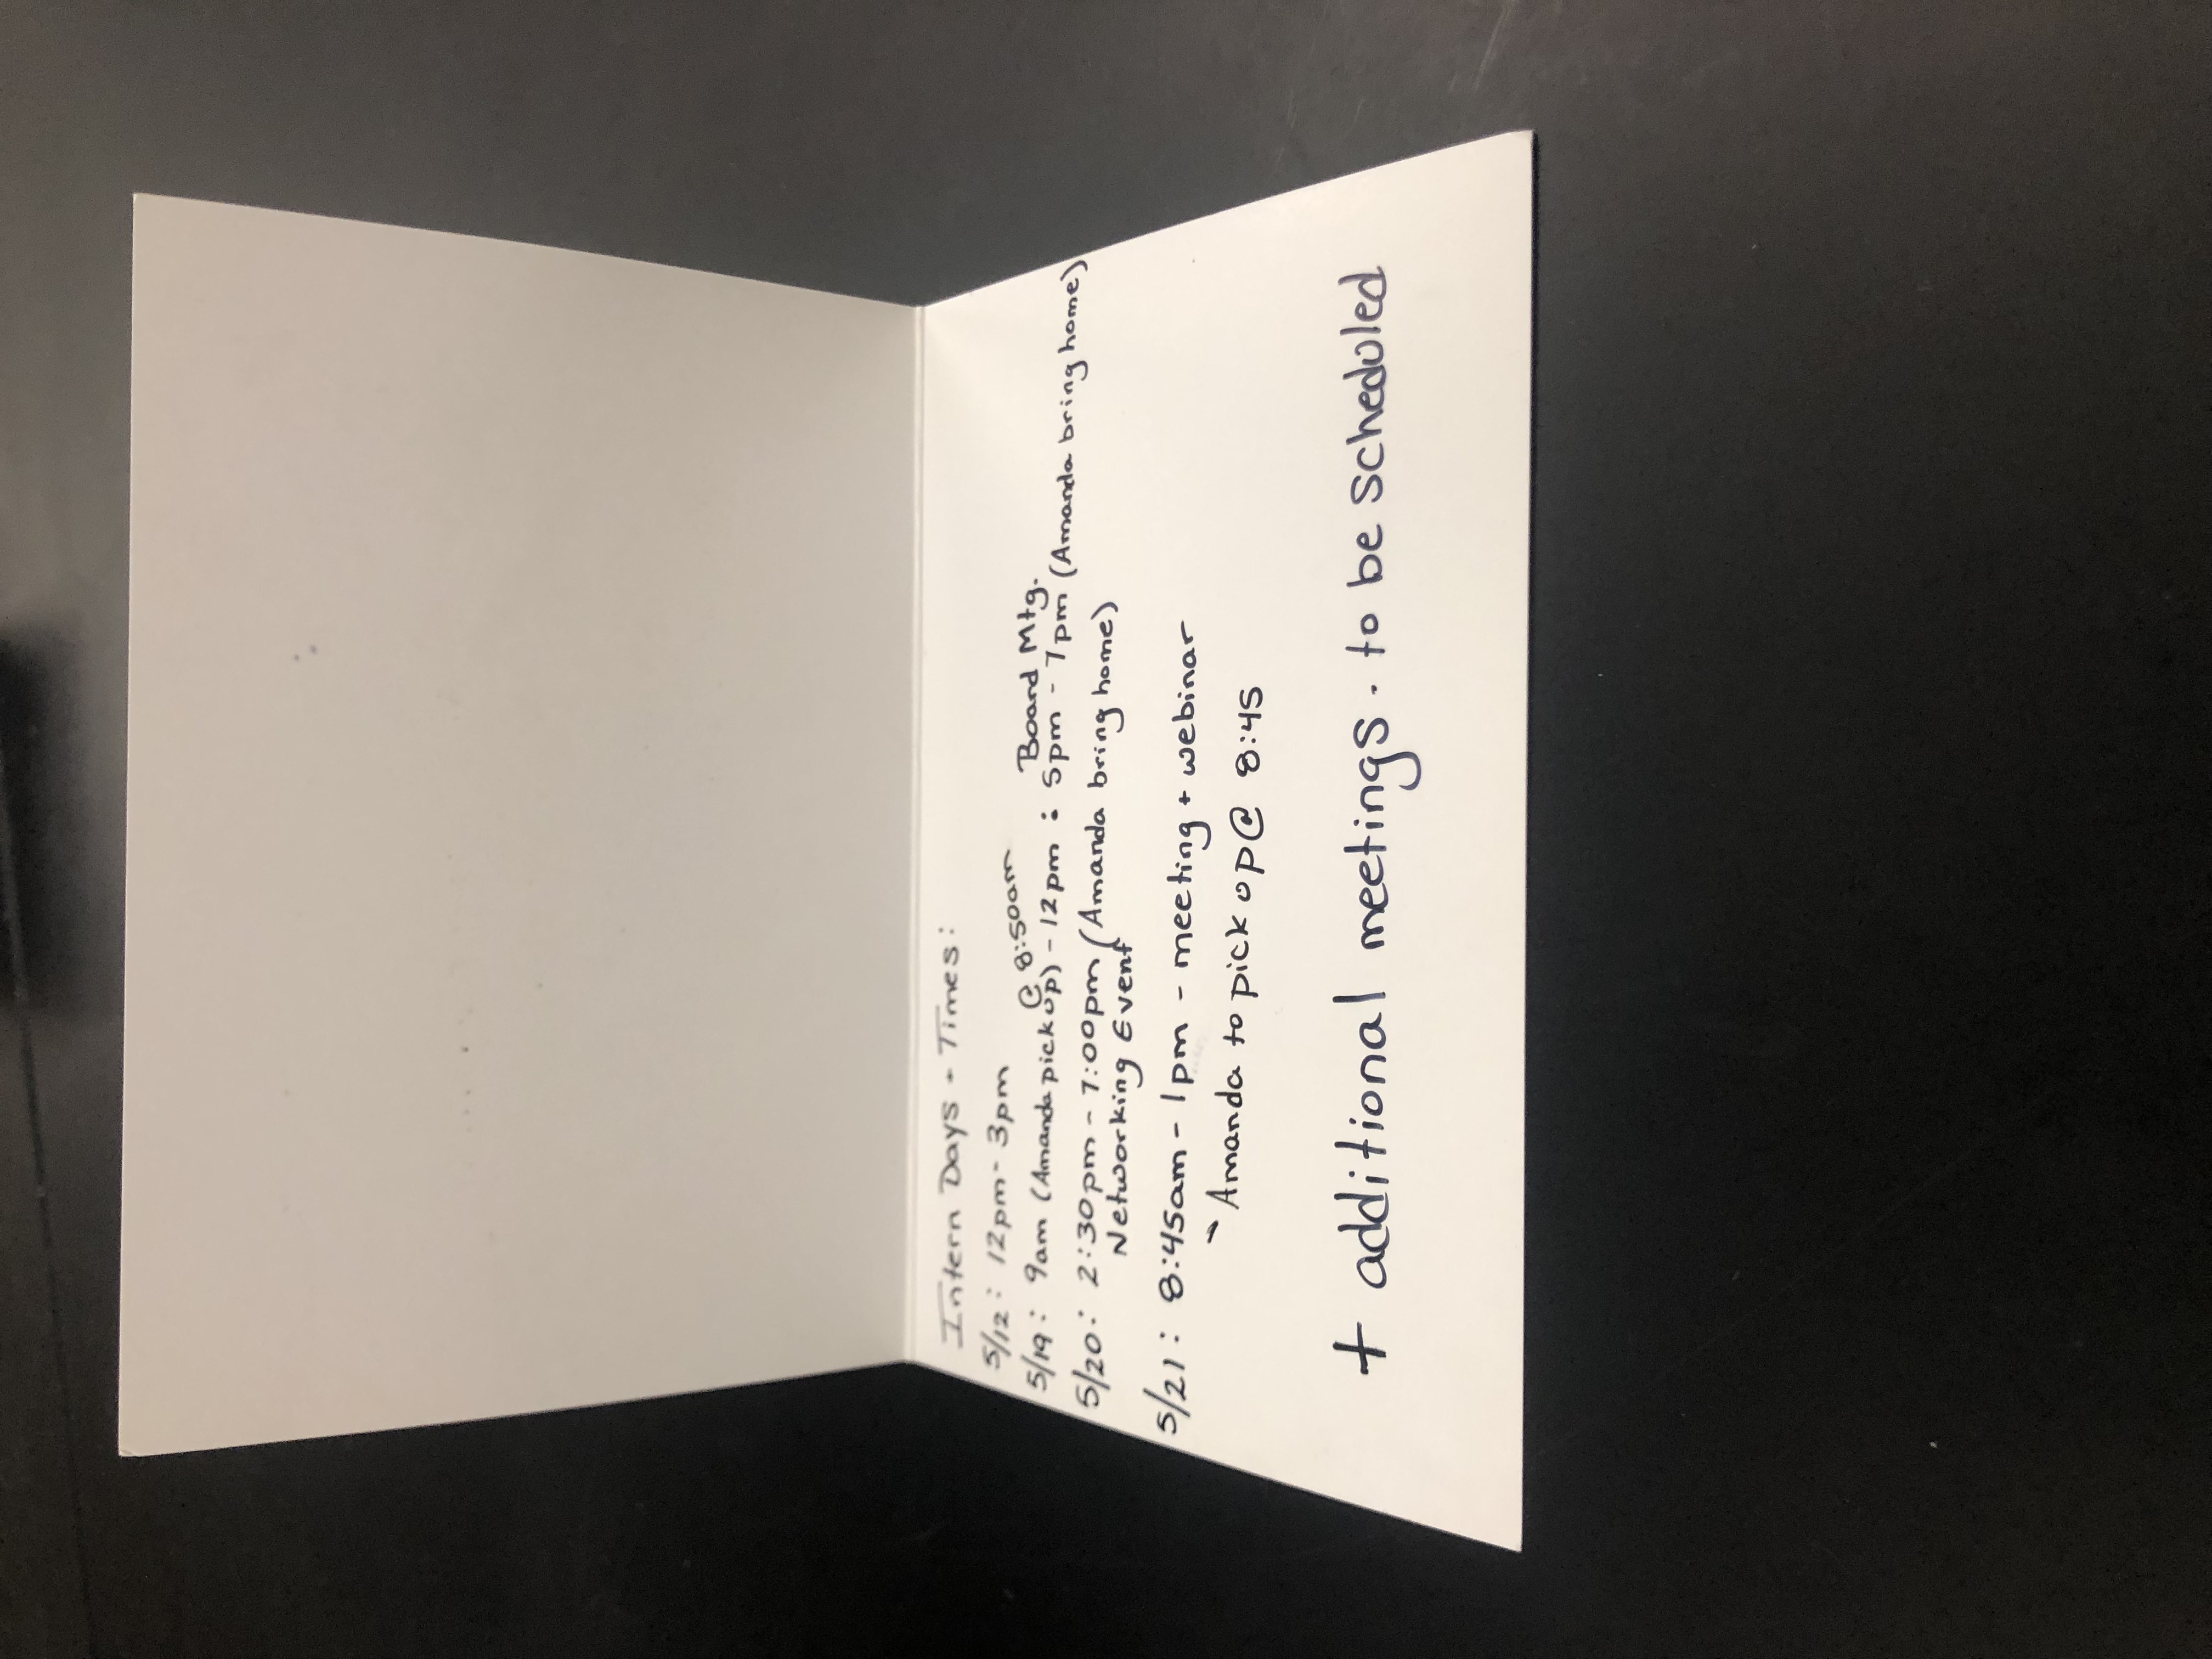 Intern Days + Times:
5/12: 12pm - 3pm
5/19: 9am (Amanda pick up @ 8:50am) - 12pm : 5pm - 7pm (Amanda bring home)
Board Mtg.
5/20: 2:30pm - 7:00pm (Amanda bring home)
Networking Event
5/21: 8:45am - 1pm - meeting + webinar
Amanda to pick up @ 8:45
+ additional meetings. to be scheduled